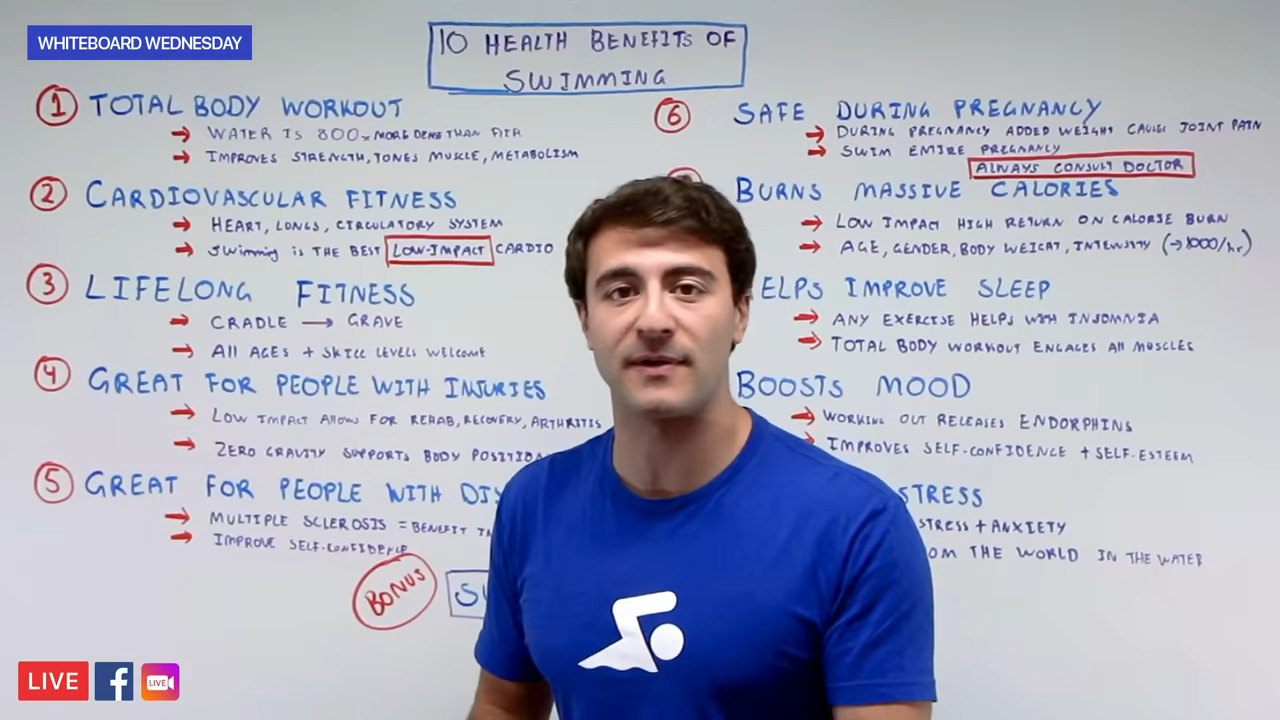 WHITEBOARD WEDNESDAY
10 HEALTH BENEFITS OF
SWIMMING
1 TOTAL BODY WORKOUT
→ WATER IS 800x MORE DENSE THAN AIR
→ IMPROVES STRENGTH, TONES MUSCLE, METABOLISM
2 CARDIOVASCULAR FITNESS
→ HEART, LUNGS, CIRCULATORY SYSTEM
→ Swimming is THE BEST LOW-IMPACT CARDIO
3 LIFELONG FITNESS
→ CRADLE → GRAVE
→ All AGES + SKILL LEVELS WELCOME
4 GREAT FOR PEOPLE WITH INJURIES
→ LOW IMPACT Allows FOR REHAB, RECOVERY, ARTHRITIS
→ ZERO GRAVITY SUPPORTS BODY POSITION
5 GREAT FOR PEOPLE WITH DIS
→ MULTIPLE SCLEROSIS = BENEFIT
→ IMPROVE SELF-CONFIDENCE
BONUS
6 SAFE DURING PREGNANCY
→ DURING PREGNANCY ADDED WEIGHT CAUSE JOINT PAIN
→ SWIM ENTIRE PREGNANCY
ALWAYS CONSULT DOCTOR
BURNS MASSIVE CALORIES
→ LOW IMPACT HIGH RETURN ON CALORIE BURN
→ AGE, GENDER, BODY WEIGHT, INTENSITY (→1000/hr)
ELPS IMPROVE SLEEP
→ ANY EXERCISE HELPS WITH INSOMNIA
→ TOTAL BODY WORKOUT ENGAGES All MUSCLES
BOOSTS MOOD
→ WORKING OUT RELEASES ENDORPHINS
→ IMPROVES SELF-CONFIDENCE + SELF-ESTEEM
STRESS
STRESS + ANXIETY
OM THE WORLD IN THE WATER
LIVE
LIVE